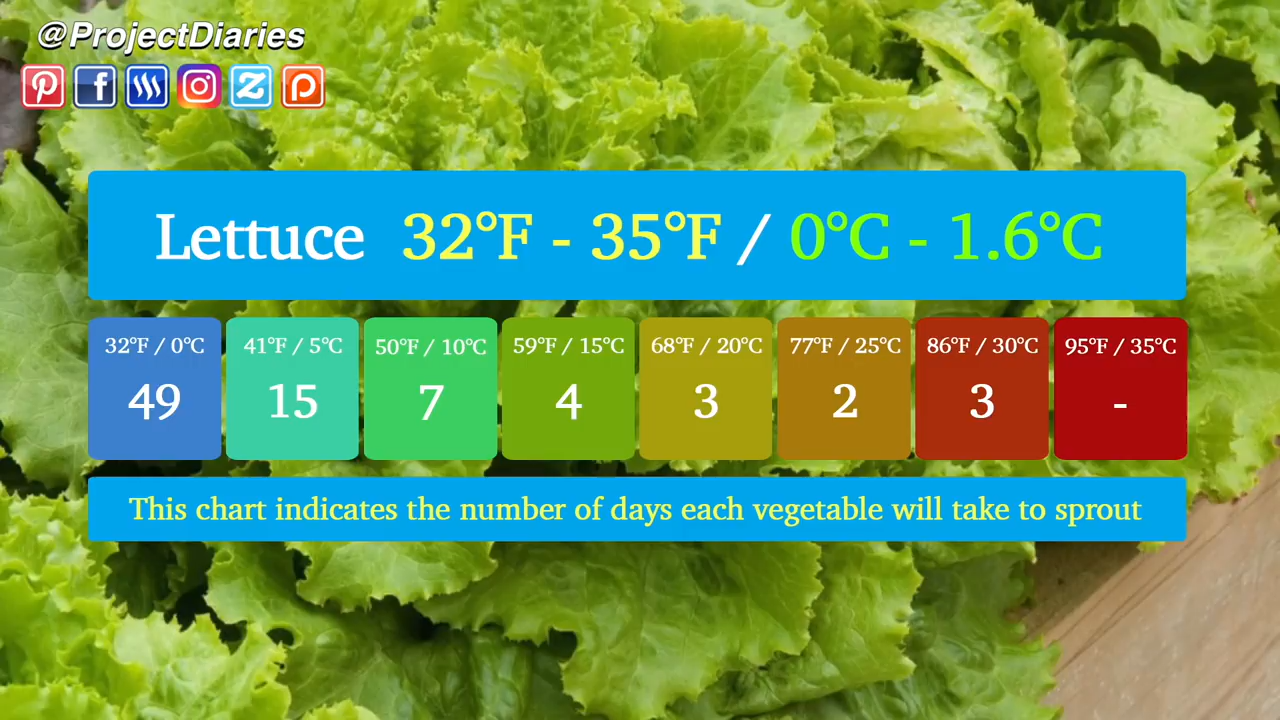 @ProjectDiaries
Lettuce 32°F - 35°F / 0°C - 1.6°C
32°F / 0°C 41°F / 5°C 50°F / 10°C 59°F / 15°C 68°F / 20°C 77°F / 25°C 86°F / 30°C 95°F / 35°C
49 15 7 4 3 2 3 -
This chart indicates the number of days each vegetable will take to sprout